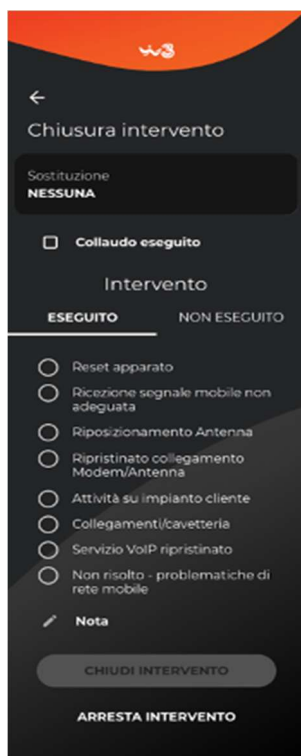 W3
Chiusura intervento
Sostituzione
NESSUNA
Collaudo eseguito
Intervento
ESEGUITO NON ESEGUITO
Reset apparato
Ricezione segnale mobile non
adeguata
Riposizionamento Antenna
Ripristinato collegamento
Modem/Antenna
Attività su impianto cliente
Collegamenti/cavetteria
Servizio VoIP ripristinato
Non risolto - problematiche di
rete mobile
Nota
CHIUDI INTERVENTO
ARRESTA INTERVENTO